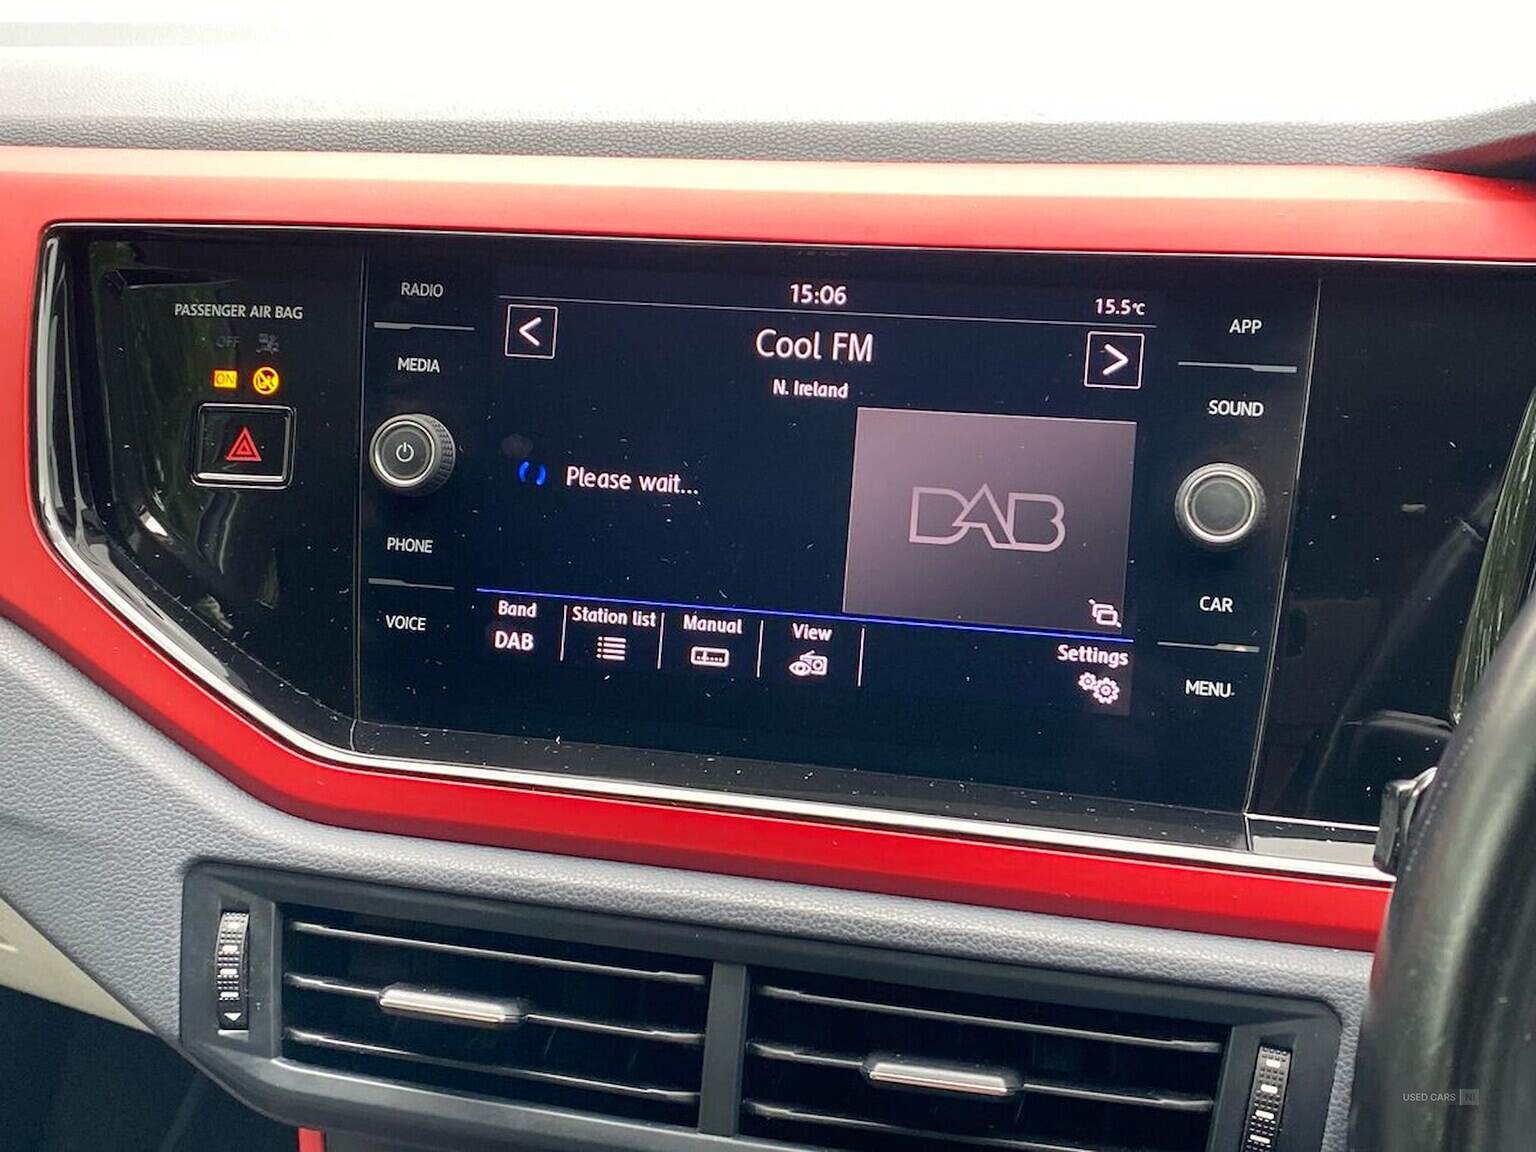 PASSENGER AIR BAG
OFF
ON
RADIO
MEDIA
PHONE
VOICE
15:06
15.5°C
<
Cool FM
>
N. Ireland
Please wait...
DAB
Band
DAB
Station list
Manual
View
Settings
APP
SOUND
CAR
MENU
USED CARS NI